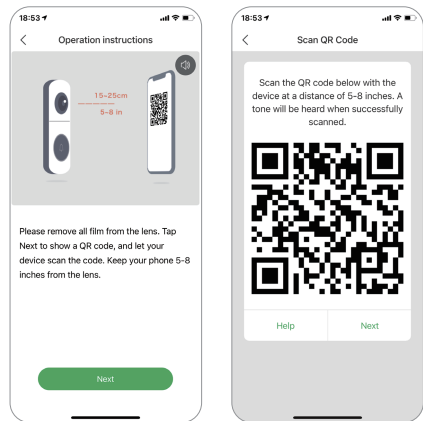 18:53
Operation instructions
15-25cm
5-8 in
Please remove all film from the lens. Tap
Next to show a QR code, and let your
device scan the code. Keep your phone 5-8
inches from the lens.
Next
18:53
Scan QR Code
Scan the QR code below with the
device at a distance of 5-8 inches. A
tone will be heard when successfully
scanned.
Help
Next